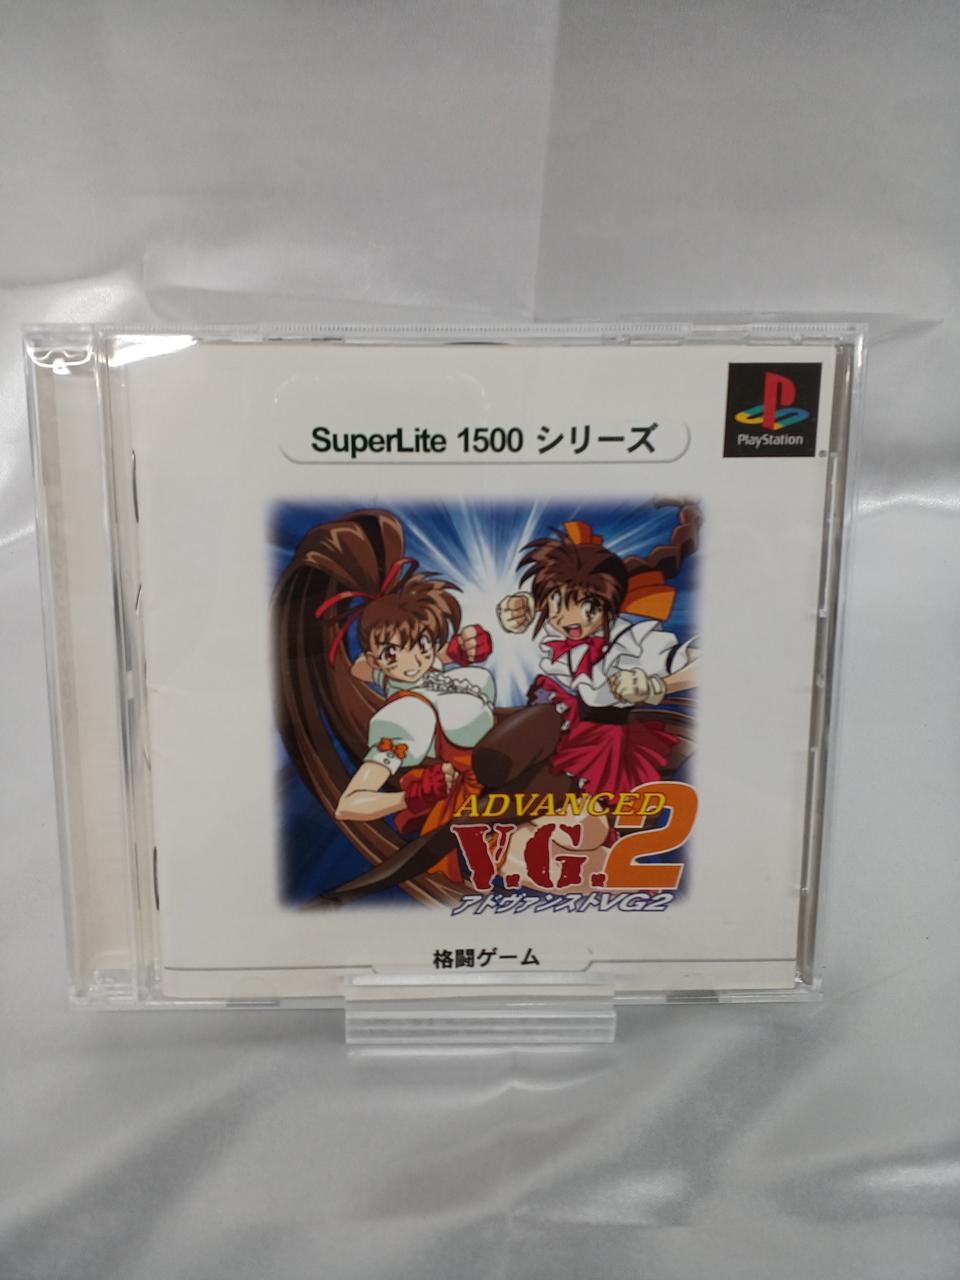 SuperLite 1500 シリーズ
PlayStation
ADVANCED
V.G.2
アドヴァンストVG2
格闘ゲーム